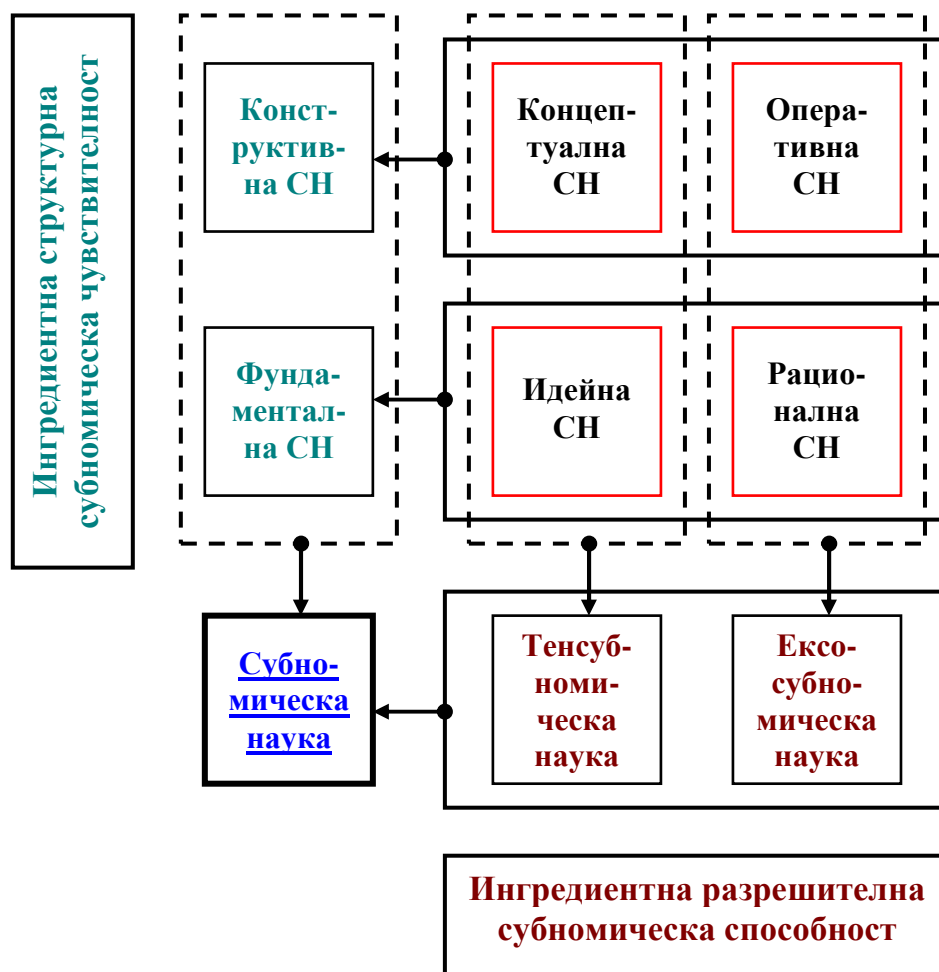 Ингредиентна структурна
субномическа чувствителност
Конст-
руктив-
на СН
Концеп-
туална
СН
Опера-
тивна
СН
Фунда-
ментал-
на СН
Идейна
СН
Рацио-
нална
СН
Субно-
мическа
наука
Тенсуб-
номи-
ческа
наука
Ексо-
субно-
мическа
наука
Ингредиентна разрешителна
субномическа способност